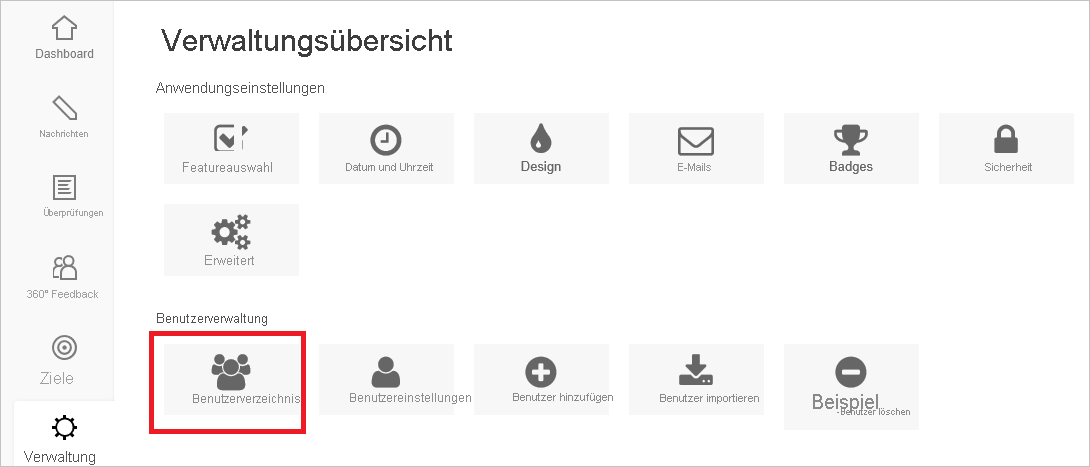 Dashboard
Nachrichten
Überprüfungen
360° Feedback
Ziele
Verwaltung
Verwaltungsübersicht
Anwendungseinstellungen
Featureauswahl
Datum und Uhrzeit
Design
E-Mails
Badges
Sicherheit
Erweitert
Benutzerverwaltung
Benutzerverzeichnis
Benutzereinstellungen
Benutzer hinzufügen
Benutzer importieren
Beispiel
-Benutzer löschen